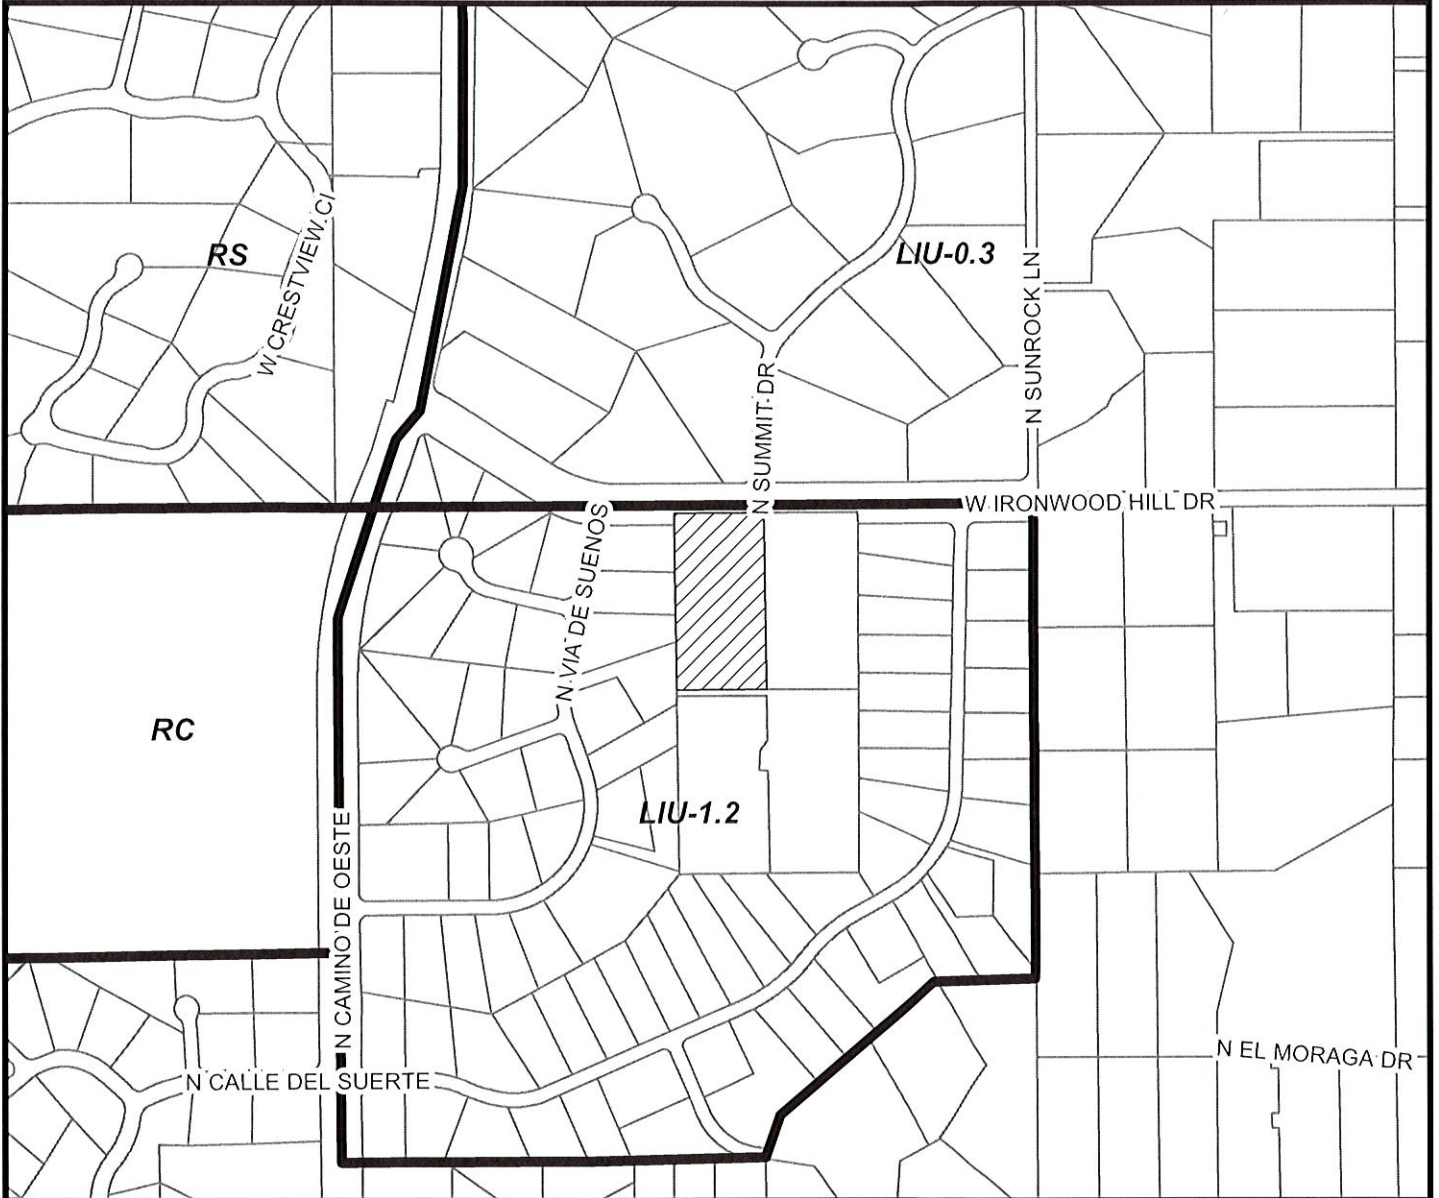 RS
W CRESTVIEW CI
LIU-0.3
N SUNROCK LN
N SUMMIT DR
W IRONWOOD HILL DR
N VIA DE SUENOS
RC
LIU-1.2
N CAMINO DE OESTE
N EL MORAGA DR
N CALLE DEL SUERTE